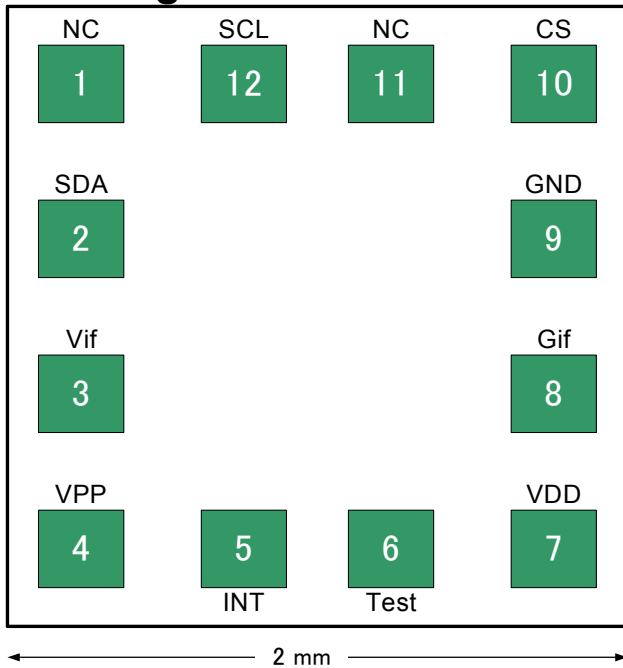 NC SCL NC CS
1 12 11 10
SDA GND
2 9
Vif Gif
3 8
VPP VDD
4 5 6 7
INT Test
2 mm